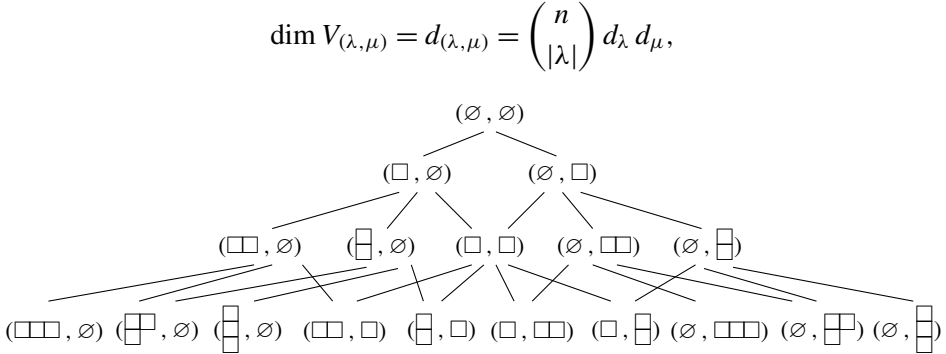 dim V_{(λ,μ)} = d_{(λ,μ)} = \binom{n}{|λ|} d_λ d_μ,
(∅, ∅)
(□, ∅) (∅, □)
(□□, ∅) (□/□, ∅) (□, □) (∅, □□) (∅, □/□)
(□□□, ∅) (□□/□, ∅) (□/□/□, ∅) (□□, □) (□/□, □) (□, □□) (□, □/□) (∅, □□□) (∅, □□/□) (∅, □/□/□)